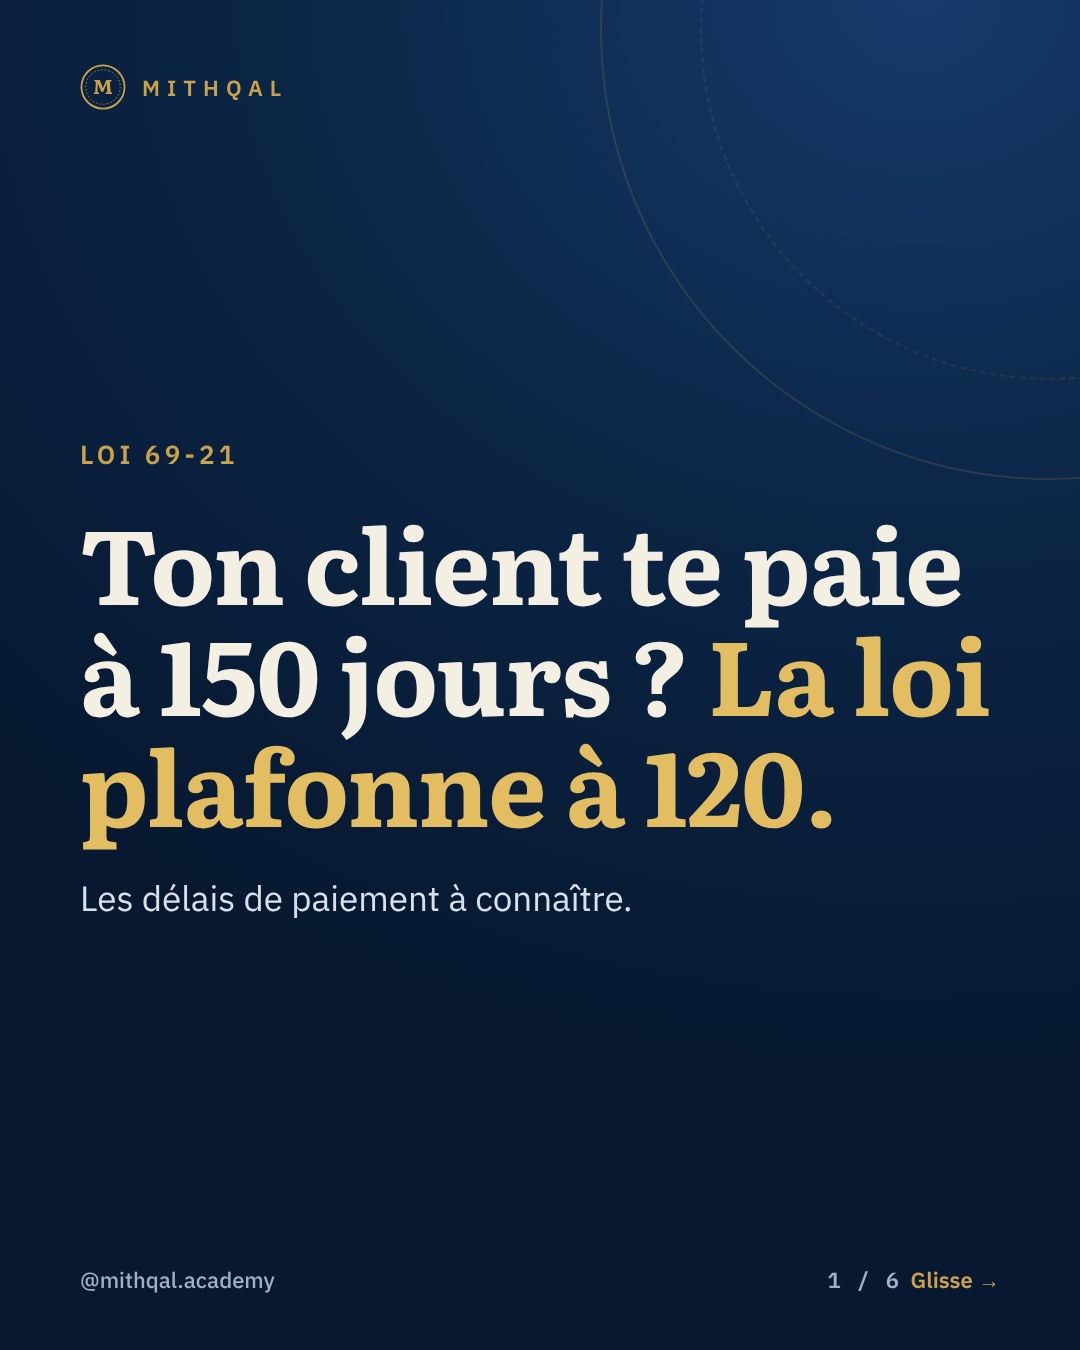 M MITHQAL
LOI 69-21
Ton client te paie
à 150 jours ? La loi
plafonne à 120.
Les délais de paiement à connaître.
@mithqal.academy
1 / 6 Glisse →